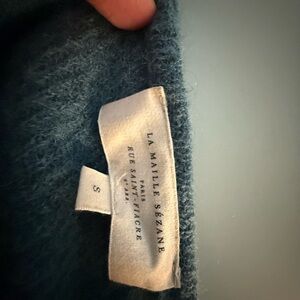 LA MAILLE SÉZANE
PARIS
RUE SAINT-FIACRE
S